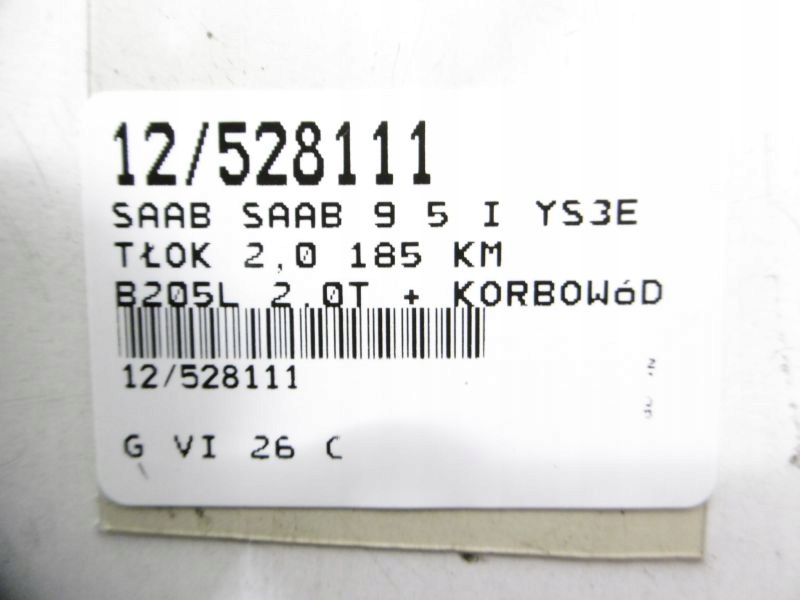 12/528111
SAAB SAAB 9 5 I YS3E
TŁOK 2,0 185 KM
B205L 2.0T + KORBOWóD
12/528111
G VI 26 C